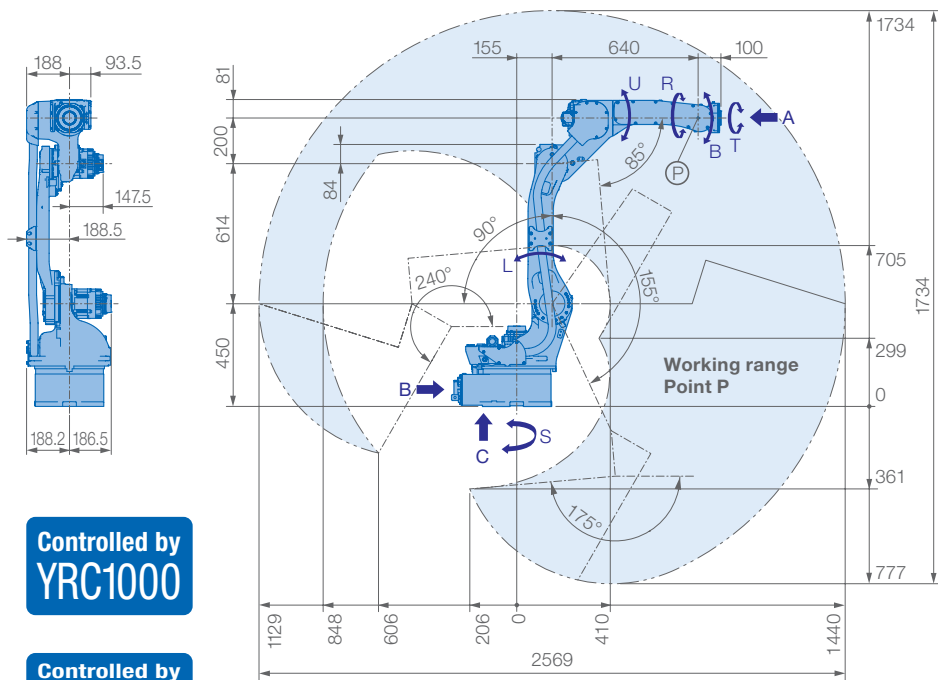 188
93.5
147.5
188.5
188.2
186.5
155
640
100
1734
81
200
84
614
450
U
R
B
T
A
P
85°
90°
L
240°
155°
705
1734
299
0
Working range
Point P
B
C
S
361
175°
777
1129
848
606
206
0
410
1440
2569
Controlled by
YRC1000
Controlled by